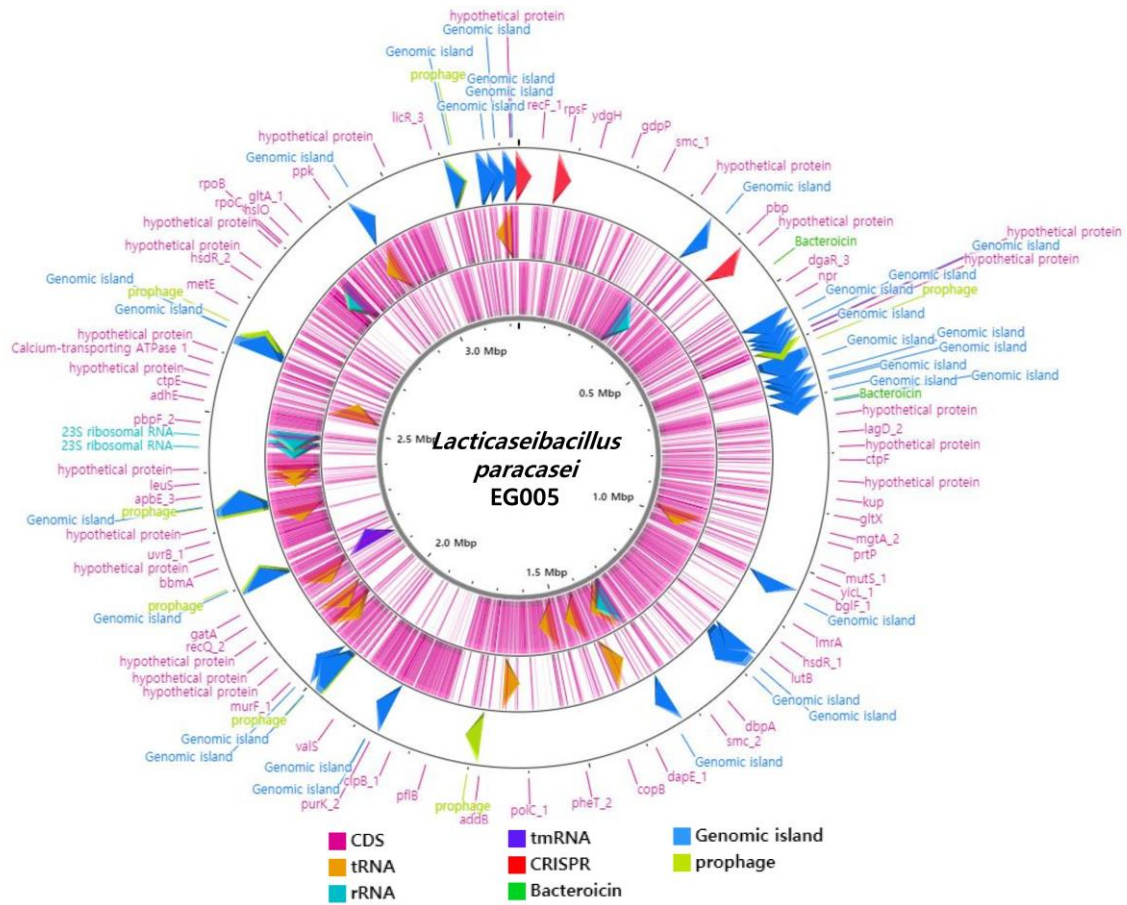 hypothetical protein
Genomic island
Genomic island
prophage
Genomic island
Genomic island
Genomic island
recF_1
rpsF
ydgH
gdpP
smc_1
hypothetical protein
Genomic island
pbp
hypothetical protein
Bacteroicin
dgaR_3
npr
hypothetical protein
Genomic island
hypothetical protein
Genomic island
Genomic island
prophage
Genomic island
Genomic island
Genomic island
Genomic island
Genomic island
Genomic island
Genomic island
Bacteroicin
hypothetical protein
lagD_2
hypothetical protein
ctpF
hypothetical protein
kup
gltX
mgtA_2
prtP
mutS_1
yicL_1
bglF_1
Genomic island
lmrA
hsdR_1
lutB
Genomic island
Genomic island
dbpA
smc_2
Genomic island
dapE_1
copB
pheT_2
polC_1
addB
prophage
pflB
clpB_1
purK_2
Genomic island
Genomic island
valS
Genomic island
Genomic island
prophage
murF_1
hypothetical protein
hypothetical protein
hypothetical protein
recQ_2
gatA
Genomic island
prophage
bbmA
hypothetical protein
uvrB_1
hypothetical protein
Genomic island
prophage
apbE_3
leuS
hypothetical protein
23S ribosomal RNA
23S ribosomal RNA
pbpF_2
adhE
ctpE
hypothetical protein
Calcium-transporting ATPase 1
hypothetical protein
Genomic island
prophage
Genomic island
metE
hsdR_2
hypothetical protein
hypothetical protein
hslO
rpoC
rpoB
gltA_1
ppk
Genomic island
hypothetical protein
licR_3
3.0 Mbp
0.5 Mbp
2.5 Mbp
1.0 Mbp
2.0 Mbp
1.5 Mbp
Lacticaseibacillus
paracasei
EG005
CDS
tRNA
rRNA
tmRNA
CRISPR
Bacteroicin
Genomic island
prophage